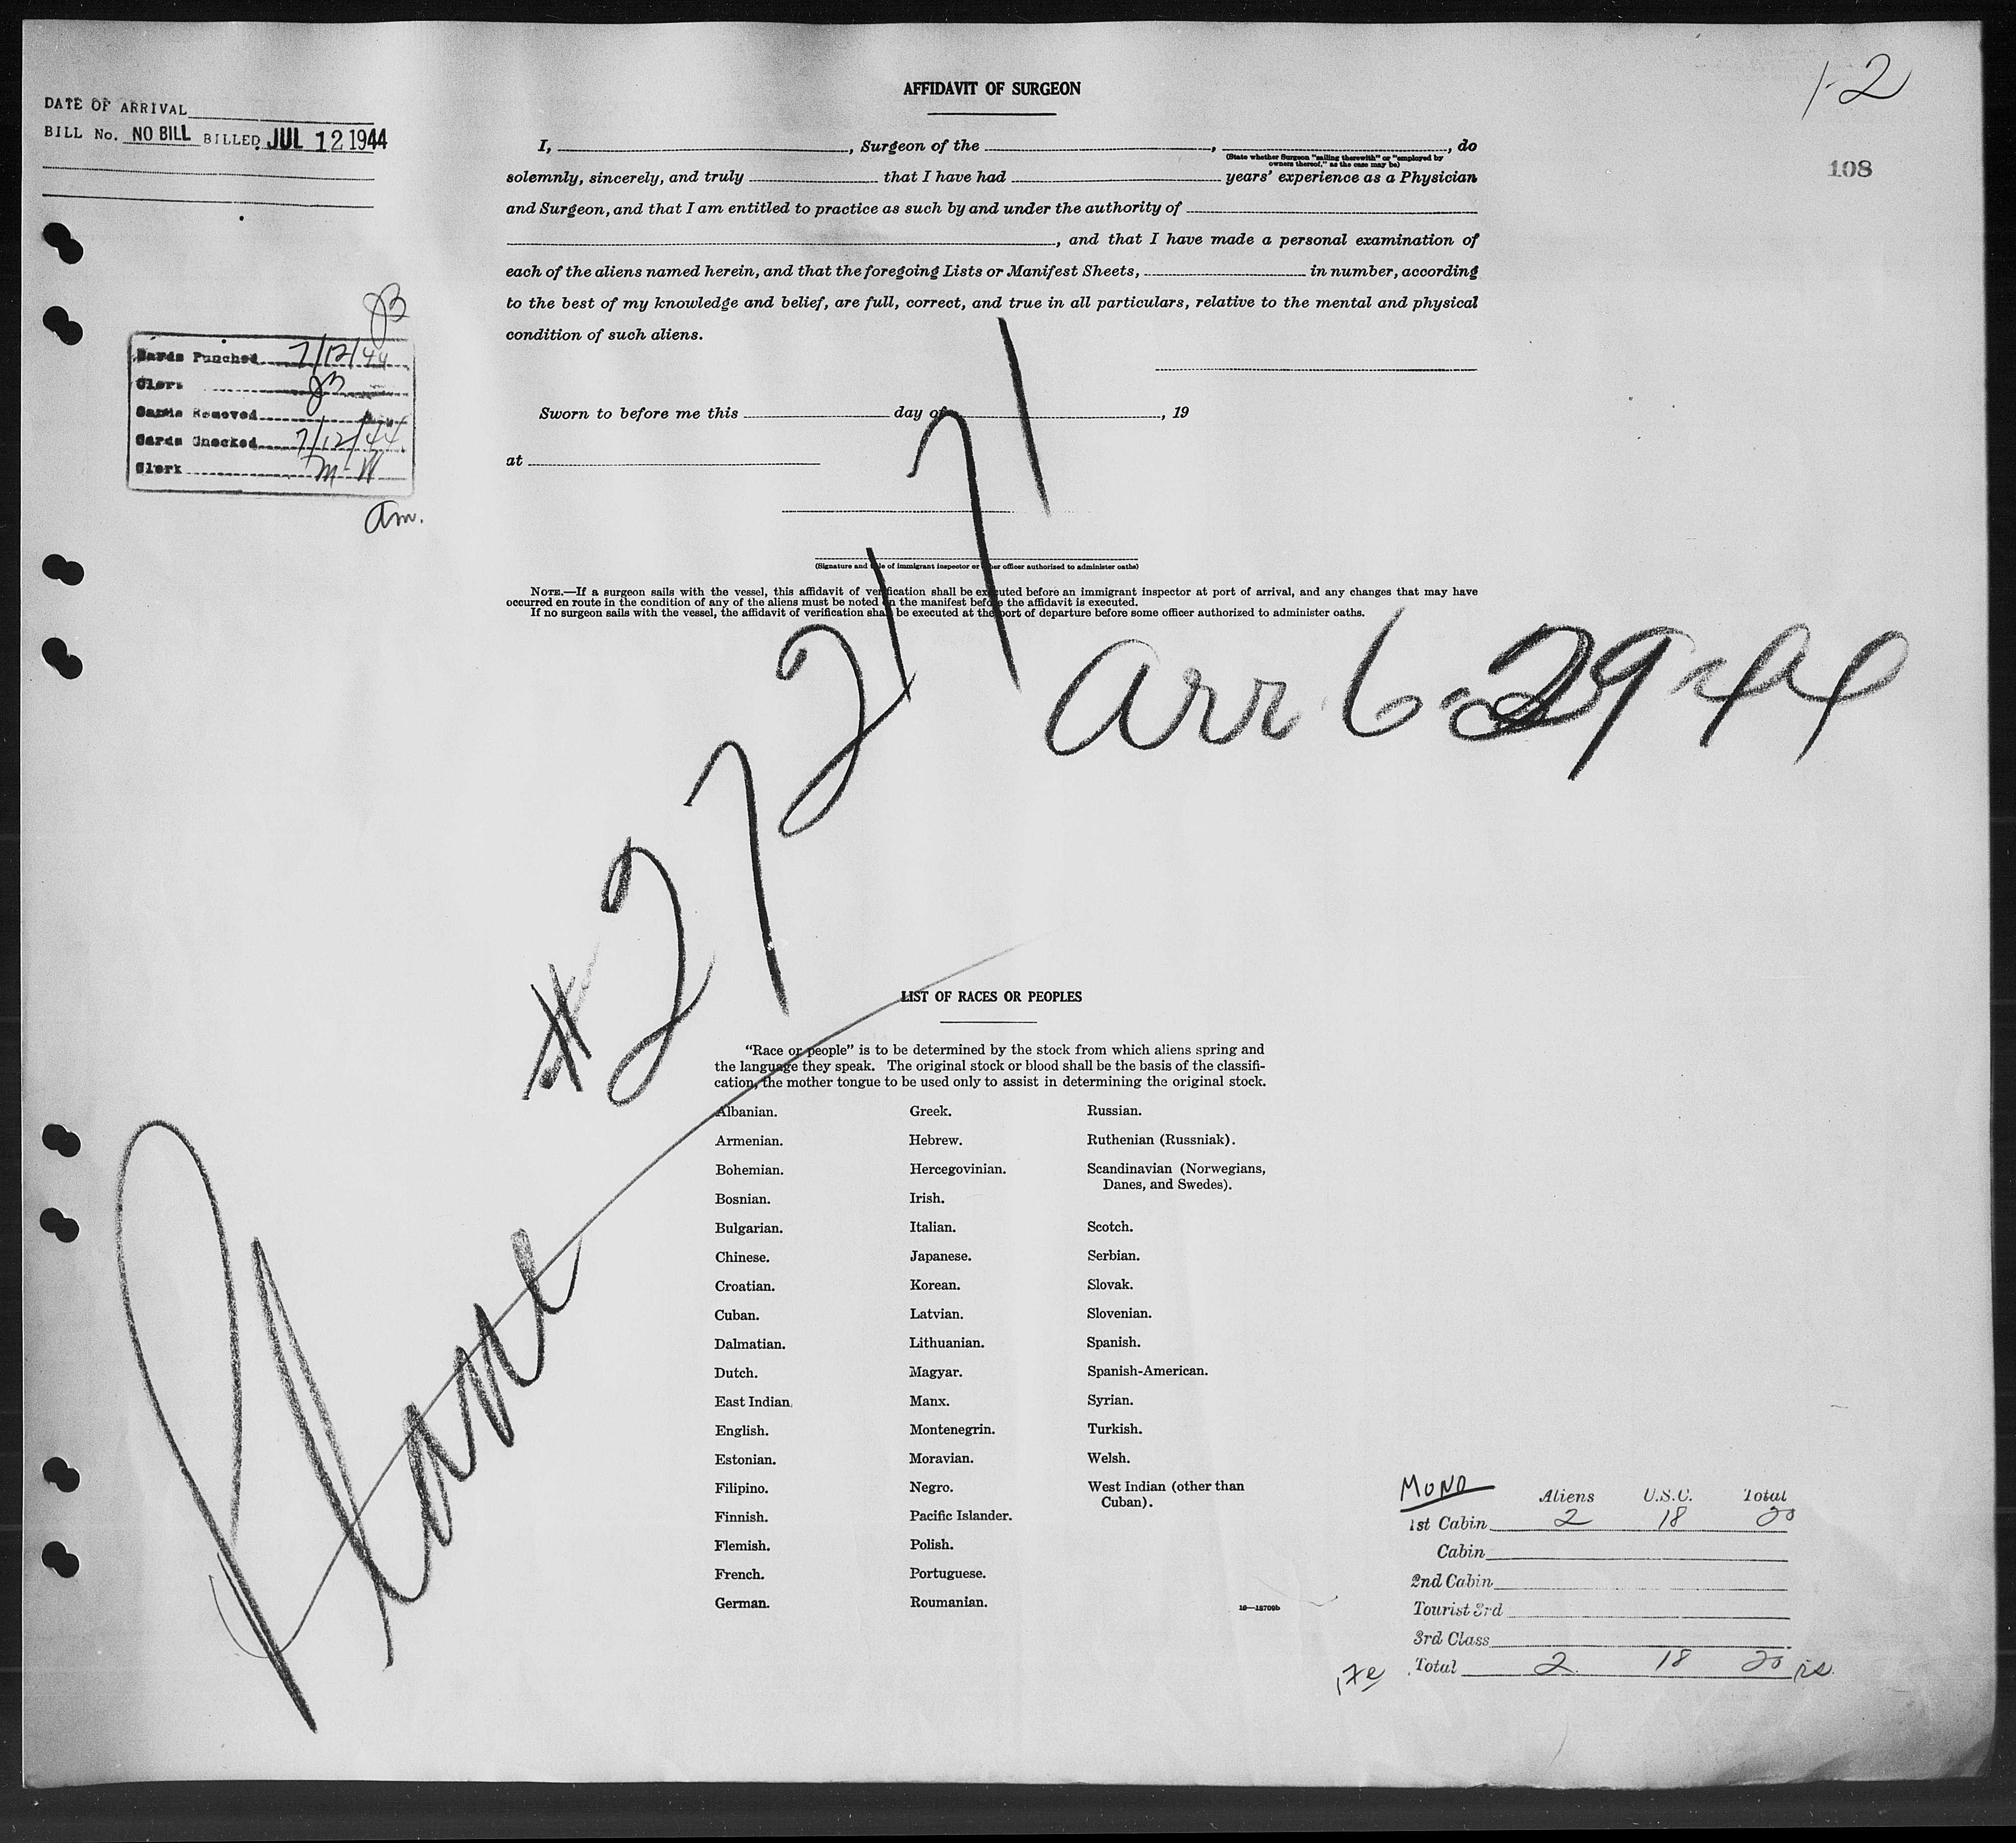 1-2
108
DATE OF ARRIVAL
BILL No. NO BILL BILLED JUL 12 1944
AFFIDAVIT OF SURGEON
I, , Surgeon of the , , do
(State whether Surgeon "sailing therewith" or "employed by
owners thereof," as the case may be)
solemnly, sincerely, and truly that I have had years' experience as a Physician
and Surgeon, and that I am entitled to practice as such by and under the authority of
, and that I have made a personal examination of
each of the aliens named herein, and that the foregoing Lists or Manifest Sheets, in number, according
to the best of my knowledge and belief, are full, correct, and true in all particulars, relative to the mental and physical
condition of such aliens.
Sworn to before me this day of , 19
at
(Signature and title of immigrant inspector or other officer authorized to administer oaths)
NOTE.—If a surgeon sails with the vessel, this affidavit of verification shall be executed before an immigrant inspector at port of arrival, and any changes that may have
occurred en route in the condition of any of the aliens must be noted on the manifest before the affidavit is executed.
If no surgeon sails with the vessel, the affidavit of verification shall be executed at the port of departure before some officer authorized to administer oaths.
Cards Punched 7/12/44
Clerk
Cards Removed
Cards Checked 7/12/44
Clerk M-W
am.
arr 6-29-44
Plane #272171
LIST OF RACES OR PEOPLES
"Race or people" is to be determined by the stock from which aliens spring and
the language they speak. The original stock or blood shall be the basis of the classifi-
cation, the mother tongue to be used only to assist in determining the original stock.
Albanian.
Armenian.
Bohemian.
Bosnian.
Bulgarian.
Chinese.
Croatian.
Cuban.
Dalmatian.
Dutch.
East Indian.
English.
Estonian.
Filipino.
Finnish.
Flemish.
French.
German.
Greek.
Hebrew.
Hercegovinian.
Irish.
Italian.
Japanese.
Korean.
Latvian.
Lithuanian.
Magyar.
Manx.
Montenegrin.
Moravian.
Negro.
Pacific Islander.
Polish.
Portuguese.
Roumanian.
Russian.
Ruthenian (Russniak).
Scandinavian (Norwegians,
Danes, and Swedes).
Scotch.
Serbian.
Slovak.
Slovenian.
Spanish.
Spanish-American.
Syrian.
Turkish.
Welsh.
West Indian (other than
Cuban).
16—18709b
MONO Aliens U.S.C. Total
1st Cabin 2 18 20
Cabin
2nd Cabin
Tourist 3rd
3rd Class
Total 2 18 20